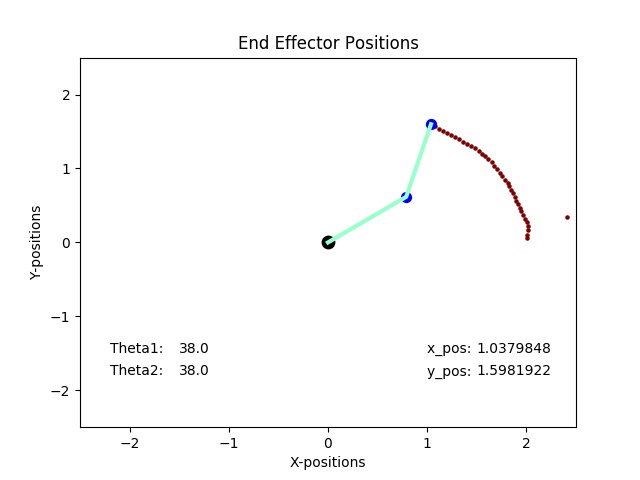 End Effector Positions
Y-positions
2
1
0
−1
−2
Theta1: 38.0 x_pos: 1.0379848
Theta2: 38.0 y_pos: 1.5981922
−2 −1 0 1 2
X-positions